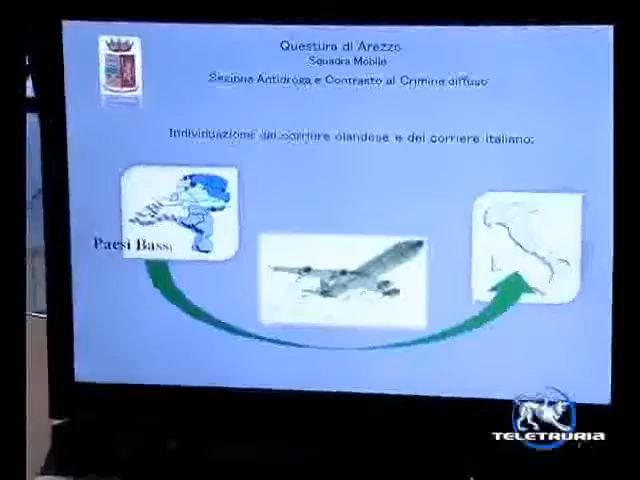 Questura di Arezzo
Squadra Mobile
Sezione Antidroga e Contrasto al Crimine diffuso
Individuazione del corriere olandese e del corriere italiano:
Paesi Bassi
TELETRURIA